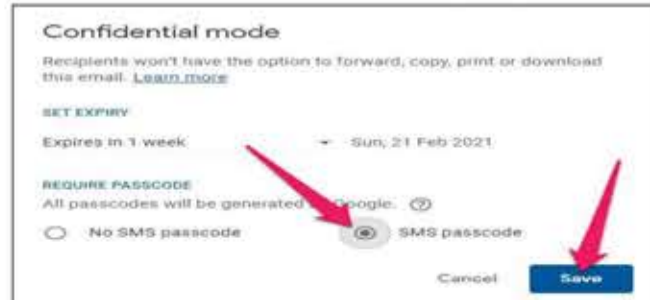 Confidential mode
Recipients won't have the option to forward, copy, print or download
this email. Learn more
SET EXPIRY
Expires in 1 week Sun, 21 Feb 2021
REQUIRE PASSCODE
All passcodes will be generated Google.
No SMS passcode SMS passcode
Cancel Save